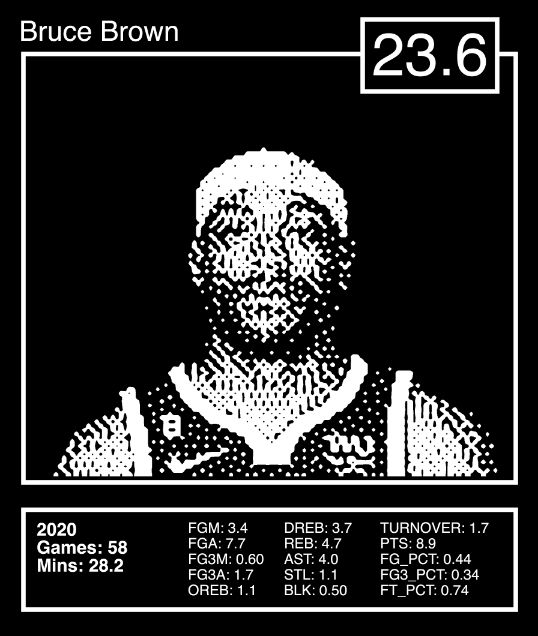 Bruce Brown
23.6
2020
Games: 58
Mins: 28.2
FGM: 3.4
FGA: 7.7
FG3M: 0.60
FG3A: 1.7
OREB: 1.1
DREB: 3.7
REB: 4.7
AST: 4.0
STL: 1.1
BLK: 0.50
TURNOVER: 1.7
PTS: 8.9
FG_PCT: 0.44
FG3_PCT: 0.34
FT_PCT: 0.74